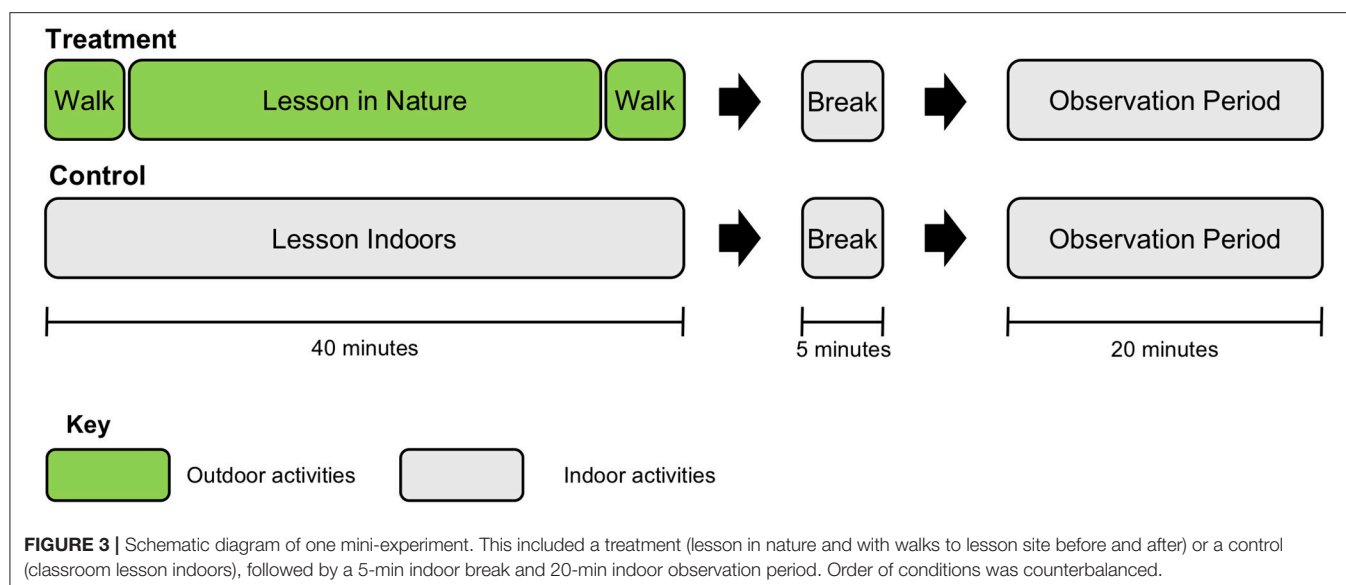 Treatment
Walk Lesson in Nature Walk Break Observation Period
Control
Lesson Indoors Break Observation Period
40 minutes 5 minutes 20 minutes
Key
Outdoor activities Indoor activities
FIGURE 3 | Schematic diagram of one mini-experiment. This included a treatment (lesson in nature and with walks to lesson site before and after) or a control
(classroom lesson indoors), followed by a 5-min indoor break and 20-min indoor observation period. Order of conditions was counterbalanced.